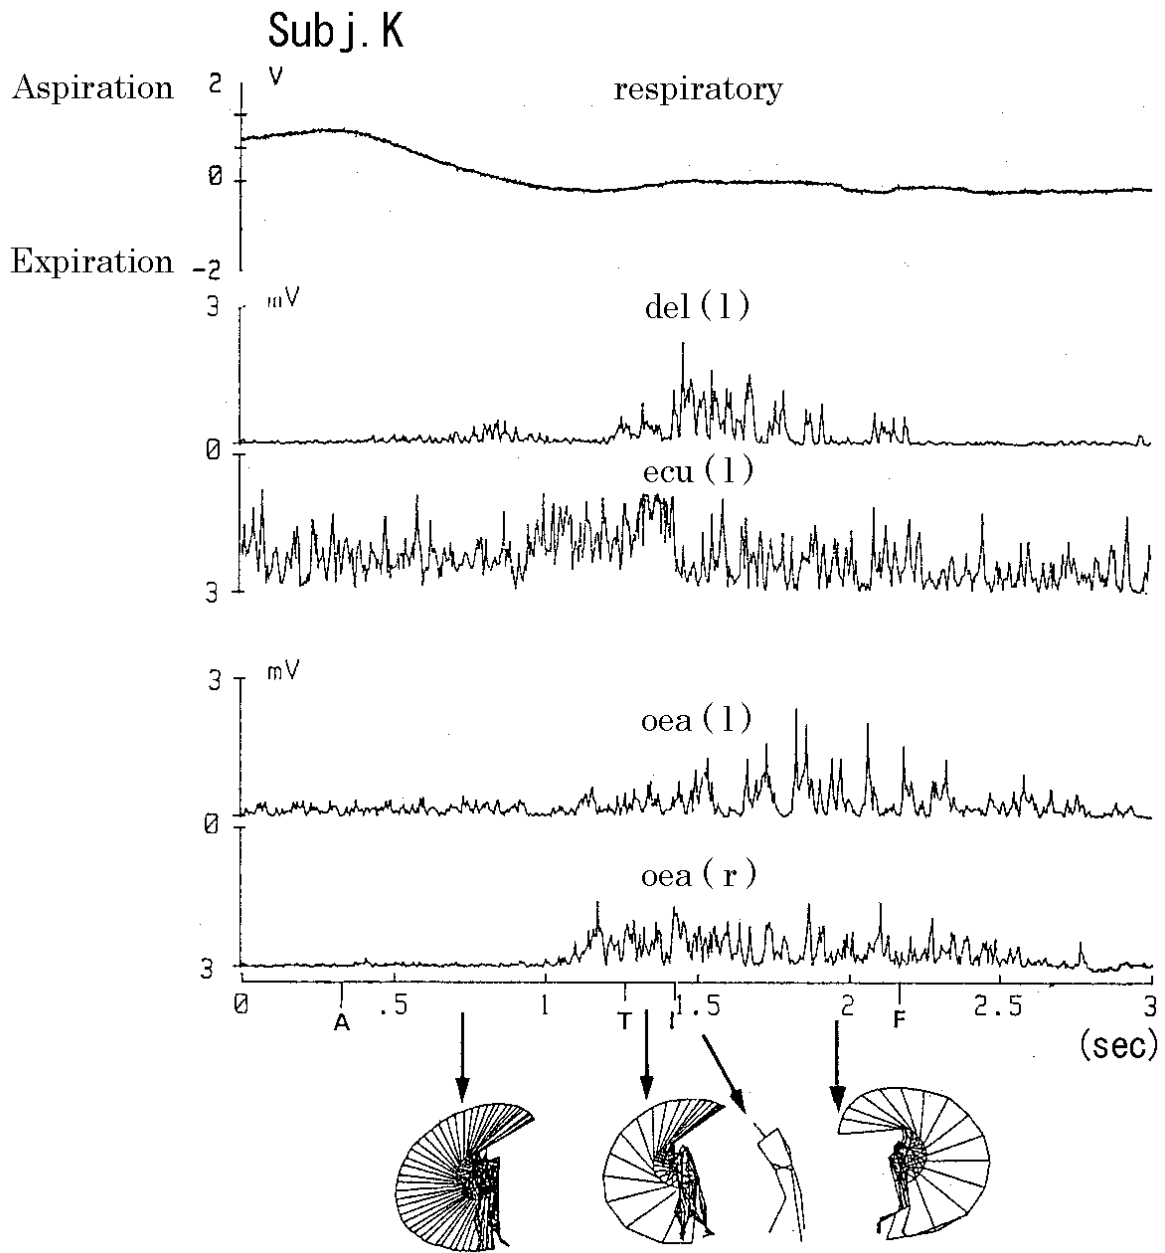 Subj. K
Aspiration 2 V respiratory
0
Expiration -2
3 mV del (l)
0
ecu (l)
3
3 mV
oea (l)
0
oea (r)
3
0 .5 1 1.5 2 2.5 3
A T I F
(sec)